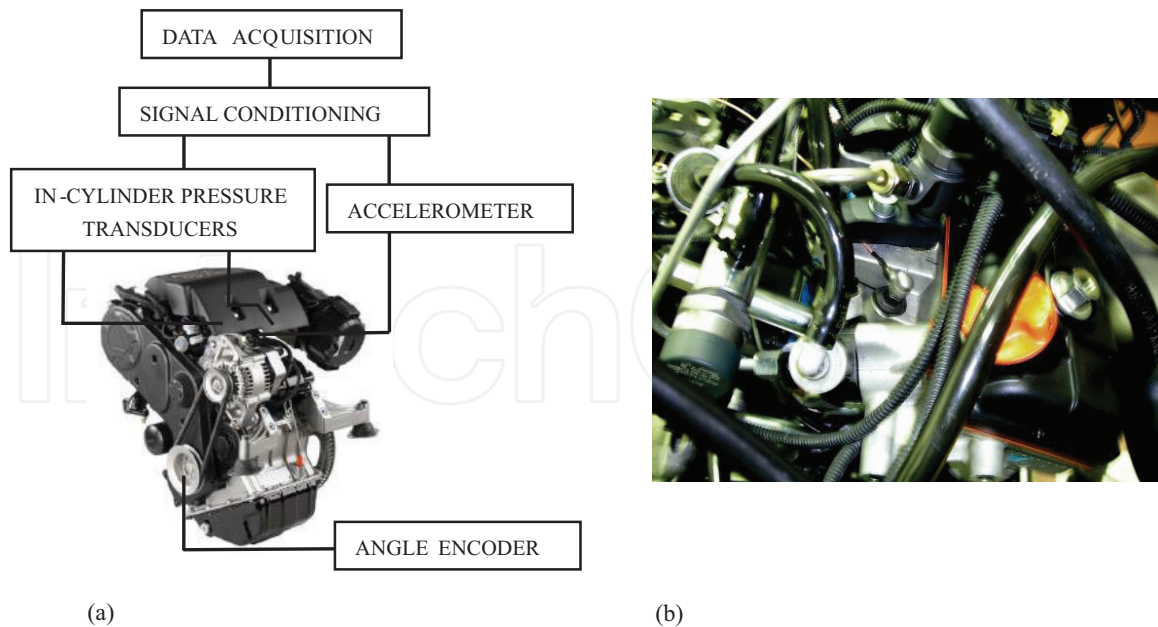 DATA ACQUISITION
SIGNAL CONDITIONING
IN-CYLINDER PRESSURE
TRANSDUCERS
ACCELEROMETER
ANGLE ENCODER
(a)
(b)